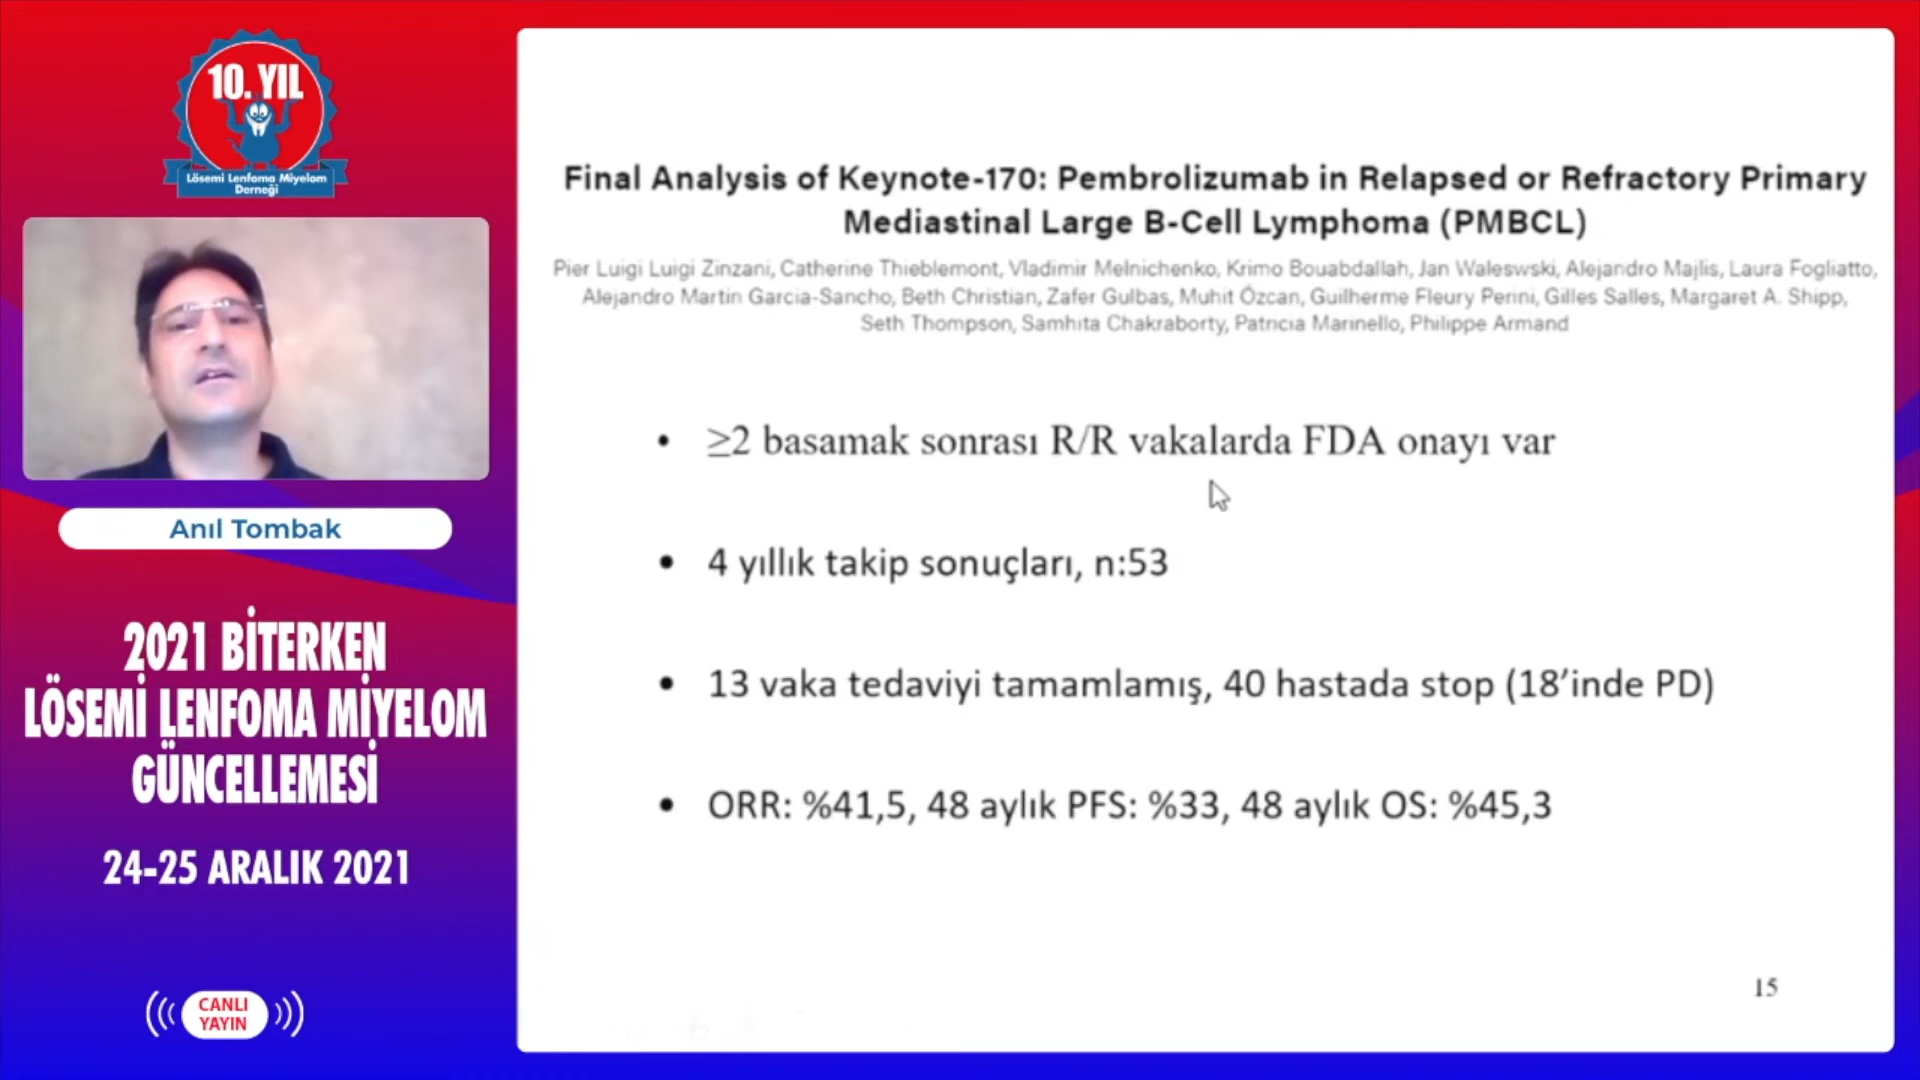 10. YIL
Lösemi Lenfoma Miyelom
Derneği
Anıl Tombak
2021 BİTERKEN
LÖSEMİ LENFOMA MİYELOM
GÜNCELLEMESİ
24-25 ARALIK 2021
CANLI
YAYIN
Final Analysis of Keynote-170: Pembrolizumab in Relapsed or Refractory Primary
Mediastinal Large B-Cell Lymphoma (PMBCL)
Pier Luigi Luigi Zinzani, Catherine Thieblemont, Vladimir Melnichenko, Krimo Bouabdallah, Jan Waleswski, Alejandro Majlis, Laura Fogliatto,
Alejandro Martin Garcia-Sancho, Beth Christian, Zafer Gulbas, Muhit Özcan, Guilherme Fleury Perini, Gilles Salles, Margaret A. Shipp,
Seth Thompson, Samhita Chakraborty, Patricia Marinello, Philippe Armand
• ≥2 basamak sonrası R/R vakalarda FDA onayı var
• 4 yıllık takip sonuçları, n:53
• 13 vaka tedaviyi tamamlamış, 40 hastada stop (18’inde PD)
• ORR: %41,5, 48 aylık PFS: %33, 48 aylık OS: %45,3
15